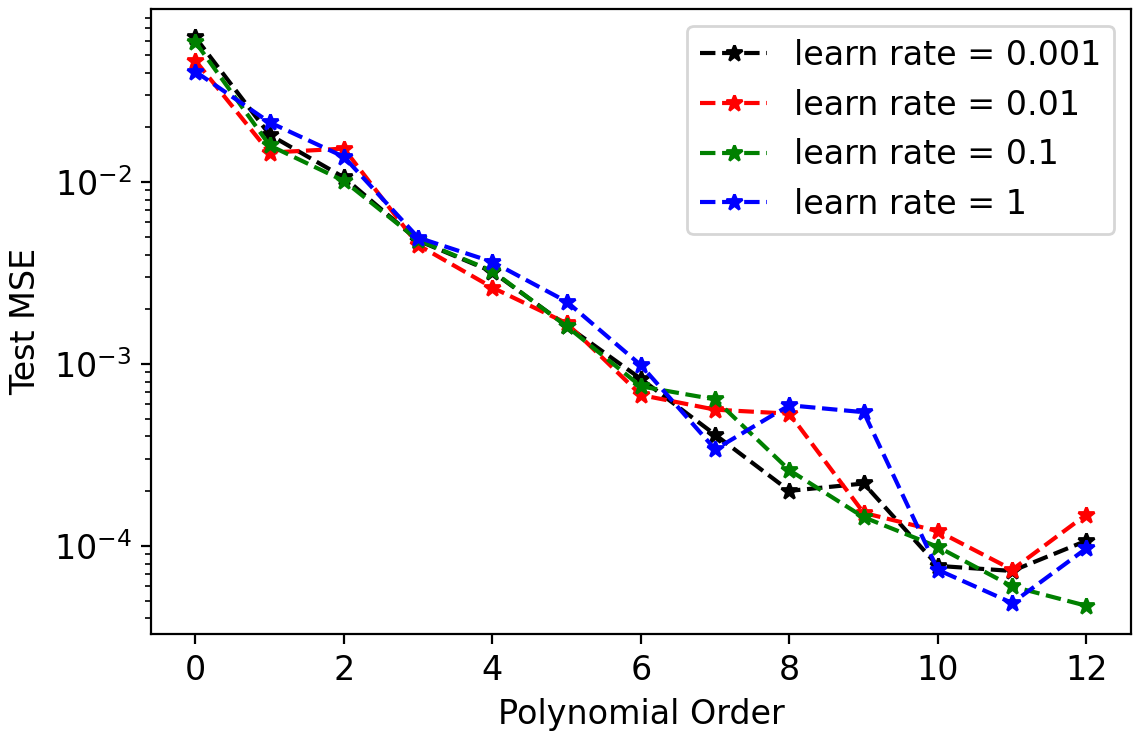 learn rate = 0.001
learn rate = 0.01
learn rate = 0.1
learn rate = 1
Test MSE
10⁻²
10⁻³
10⁻⁴
0 2 4 6 8 10 12
Polynomial Order